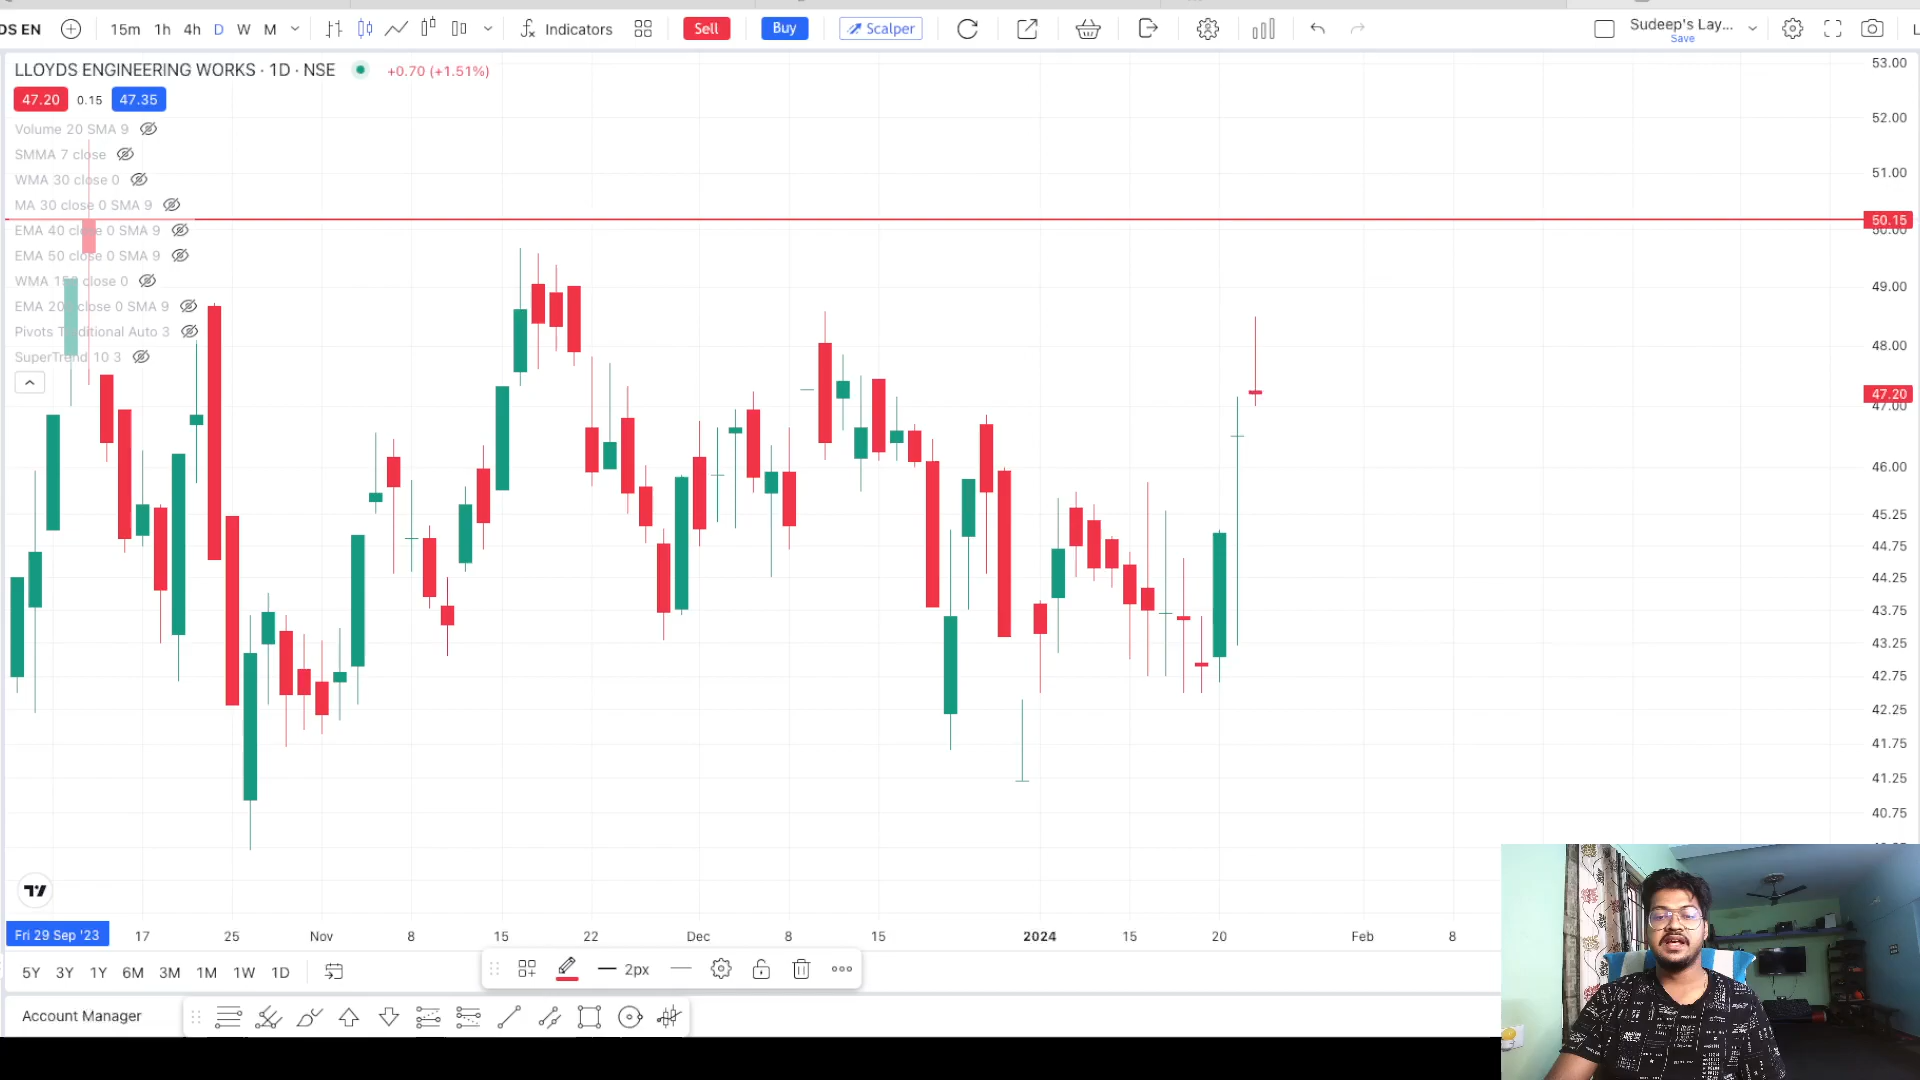 DS EN 15m 1h 4h D W M Indicators Sell Buy Scalper Sudeep's Lay...
Save
LLOYDS ENGINEERING WORKS · 1D · NSE +0.70 (+1.51%)
47.20 0.15 47.35
Volume 20 SMA 9
SMMA 7 close
WMA 30 close 0
MA 30 close 0 SMA 9
EMA 40 close 0 SMA 9
EMA 50 close 0 SMA 9
WMA 150 close 0
EMA 200 close 0 SMA 9
Pivots Traditional Auto 3
SuperTrend 10 3
53.00
52.00
51.00
50.15
50.00
49.00
48.00
47.20
47.00
46.00
45.25
44.75
44.25
43.75
43.25
42.75
42.25
41.75
41.25
40.75
Fri 29 Sep '23 17 25 Nov 8 15 22 Dec 8 15 2024 15 20 Feb 8
5Y 3Y 1Y 6M 3M 1M 1W 1D 2px
Account Manager